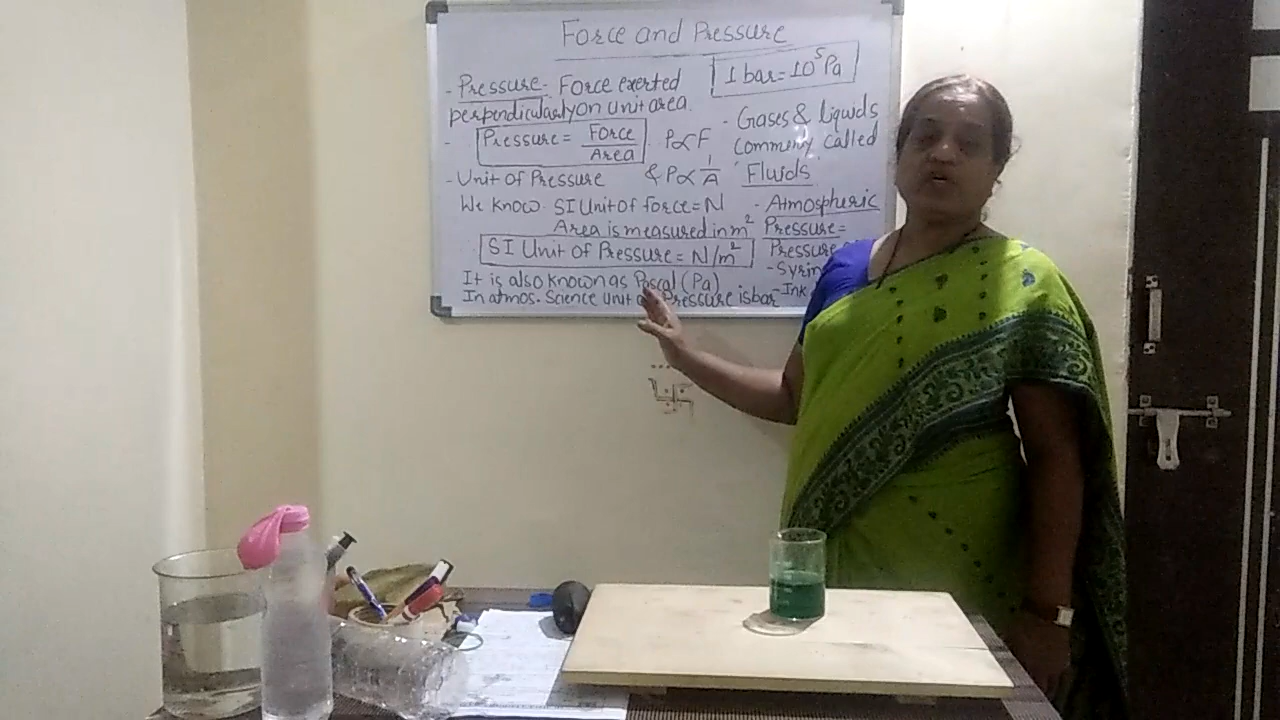 Force and Pressure
- Pressure - Force exerted
perpendicularly on unit area.
1 bar = 10⁵ Pa
- Pressure = Force / Area
P∝F
& P∝ 1/A
- Unit of Pressure
We know SI Unit of force = N
Area is measured in m²
SI Unit of Pressure = N/m²
It is also known as Pascal (Pa)
In atmos. Science unit of Pressure is bar
- Gases & liquids
commonly called
'Fluids'
- Atmospheric
Pressure =
Pressure
- Syrin
- Ink